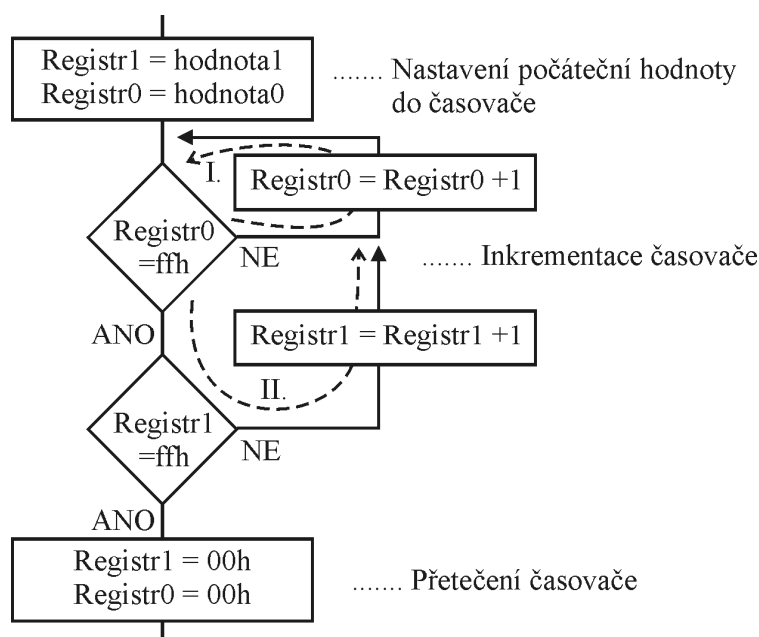 Registr1 = hodnota1
Registr0 = hodnota0
....... Nastavení počáteční hodnoty
do časovače
I.
Registr0 = Registr0 +1
Registr0
=ffh
NE
....... Inkrementace časovače
ANO
Registr1 = Registr1 +1
II.
Registr1
=ffh
NE
ANO
Registr1 = 00h
Registr0 = 00h
....... Přetečení časovače